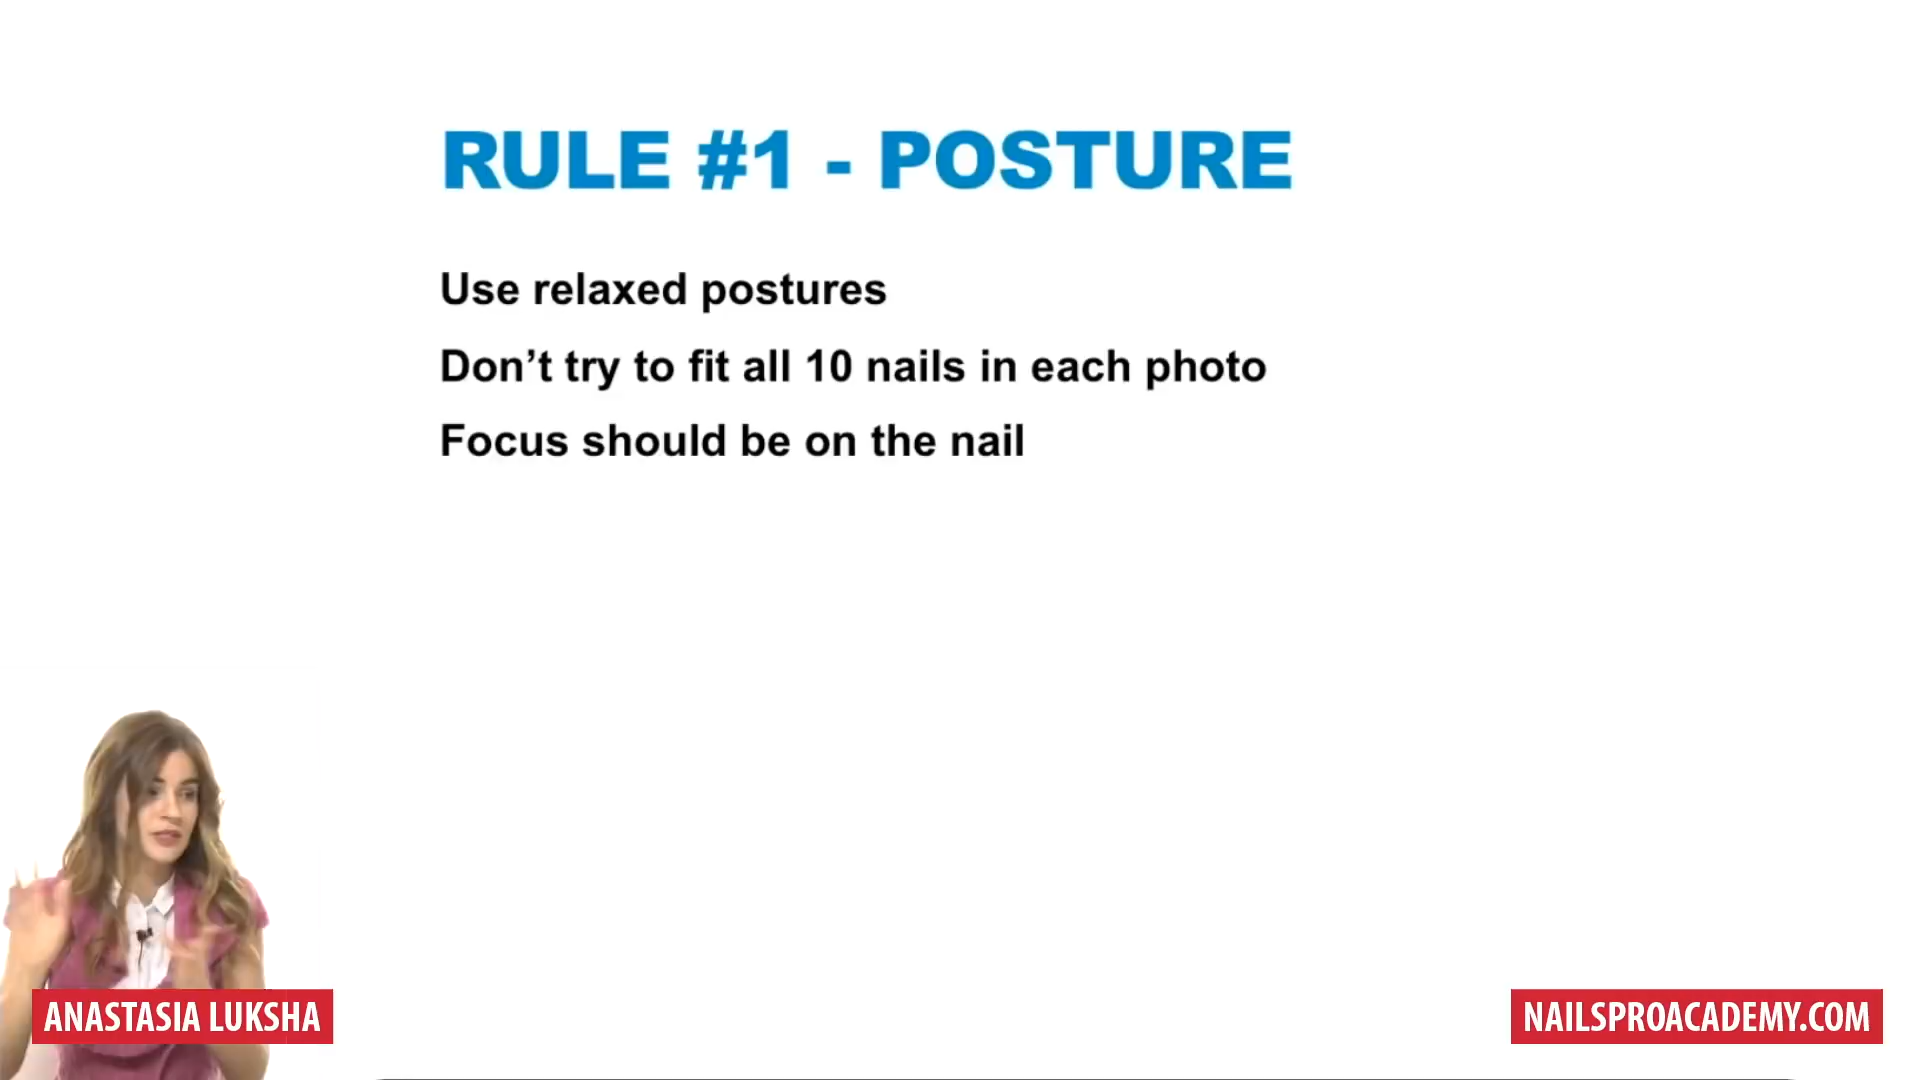 RULE #1 - POSTURE
Use relaxed postures
Don’t try to fit all 10 nails in each photo
Focus should be on the nail
ANASTASIA LUKSHA
NAILSPROACADEMY.COM